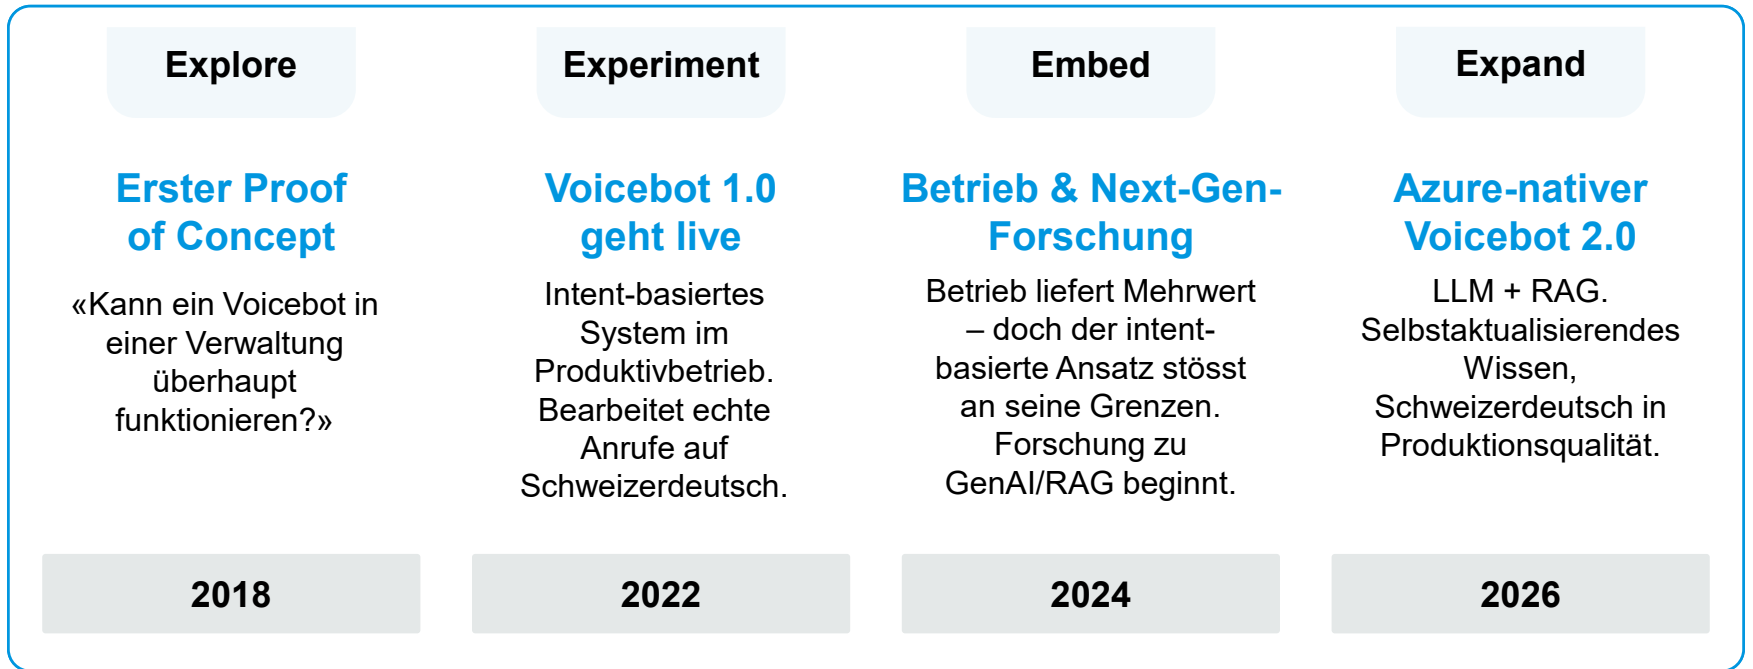 Explore
Erster Proof
of Concept
«Kann ein Voicebot in
einer Verwaltung
überhaupt
funktionieren?»
2018
Experiment
Voicebot 1.0
geht live
Intent-basiertes
System im
Produktivbetrieb.
Bearbeitet echte
Anrufe auf
Schweizerdeutsch.
2022
Embed
Betrieb & Next-Gen-
Forschung
Betrieb liefert Mehrwert
– doch der intent-
basierte Ansatz stösst
an seine Grenzen.
Forschung zu
GenAI/RAG beginnt.
2024
Expand
Azure-nativer
Voicebot 2.0
LLM + RAG.
Selbstaktualisierendes
Wissen,
Schweizerdeutsch in
Produktionsqualität.
2026